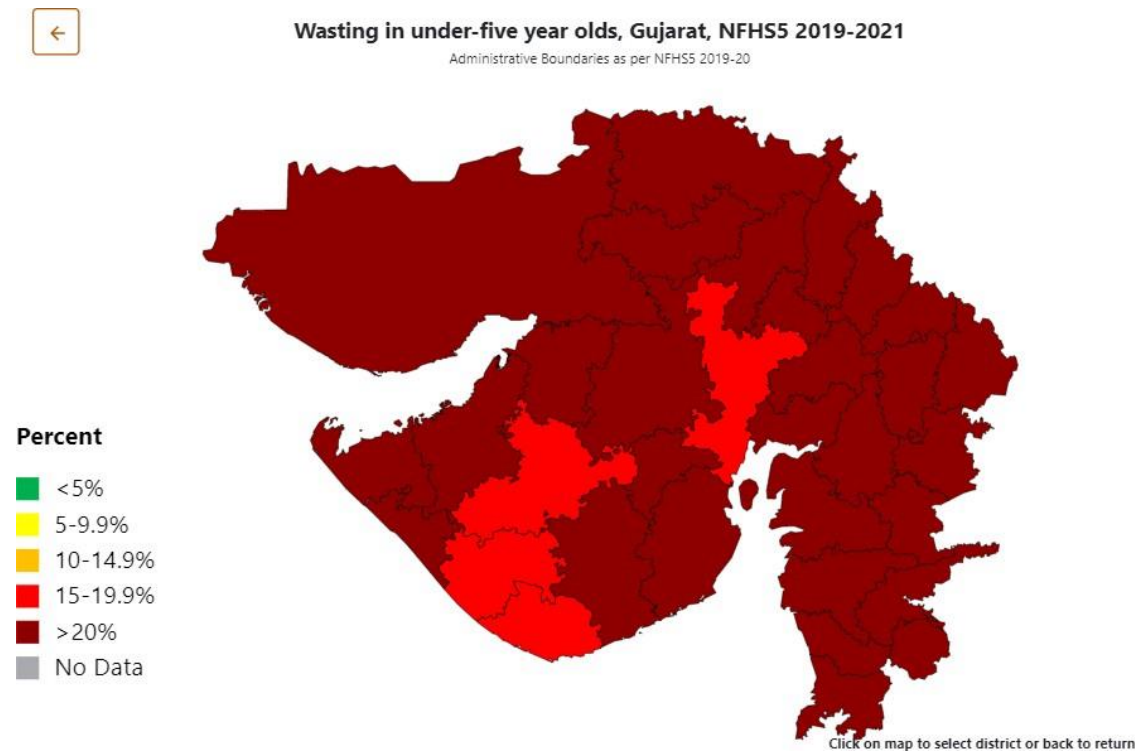 Wasting in under-five year olds, Gujarat, NFHS5 2019-2021
Administrative Boundaries as per NFHS5 2019-20
Percent
<5%
5-9.9%
10-14.9%
15-19.9%
>20%
No Data
Click on map to select district or back to return